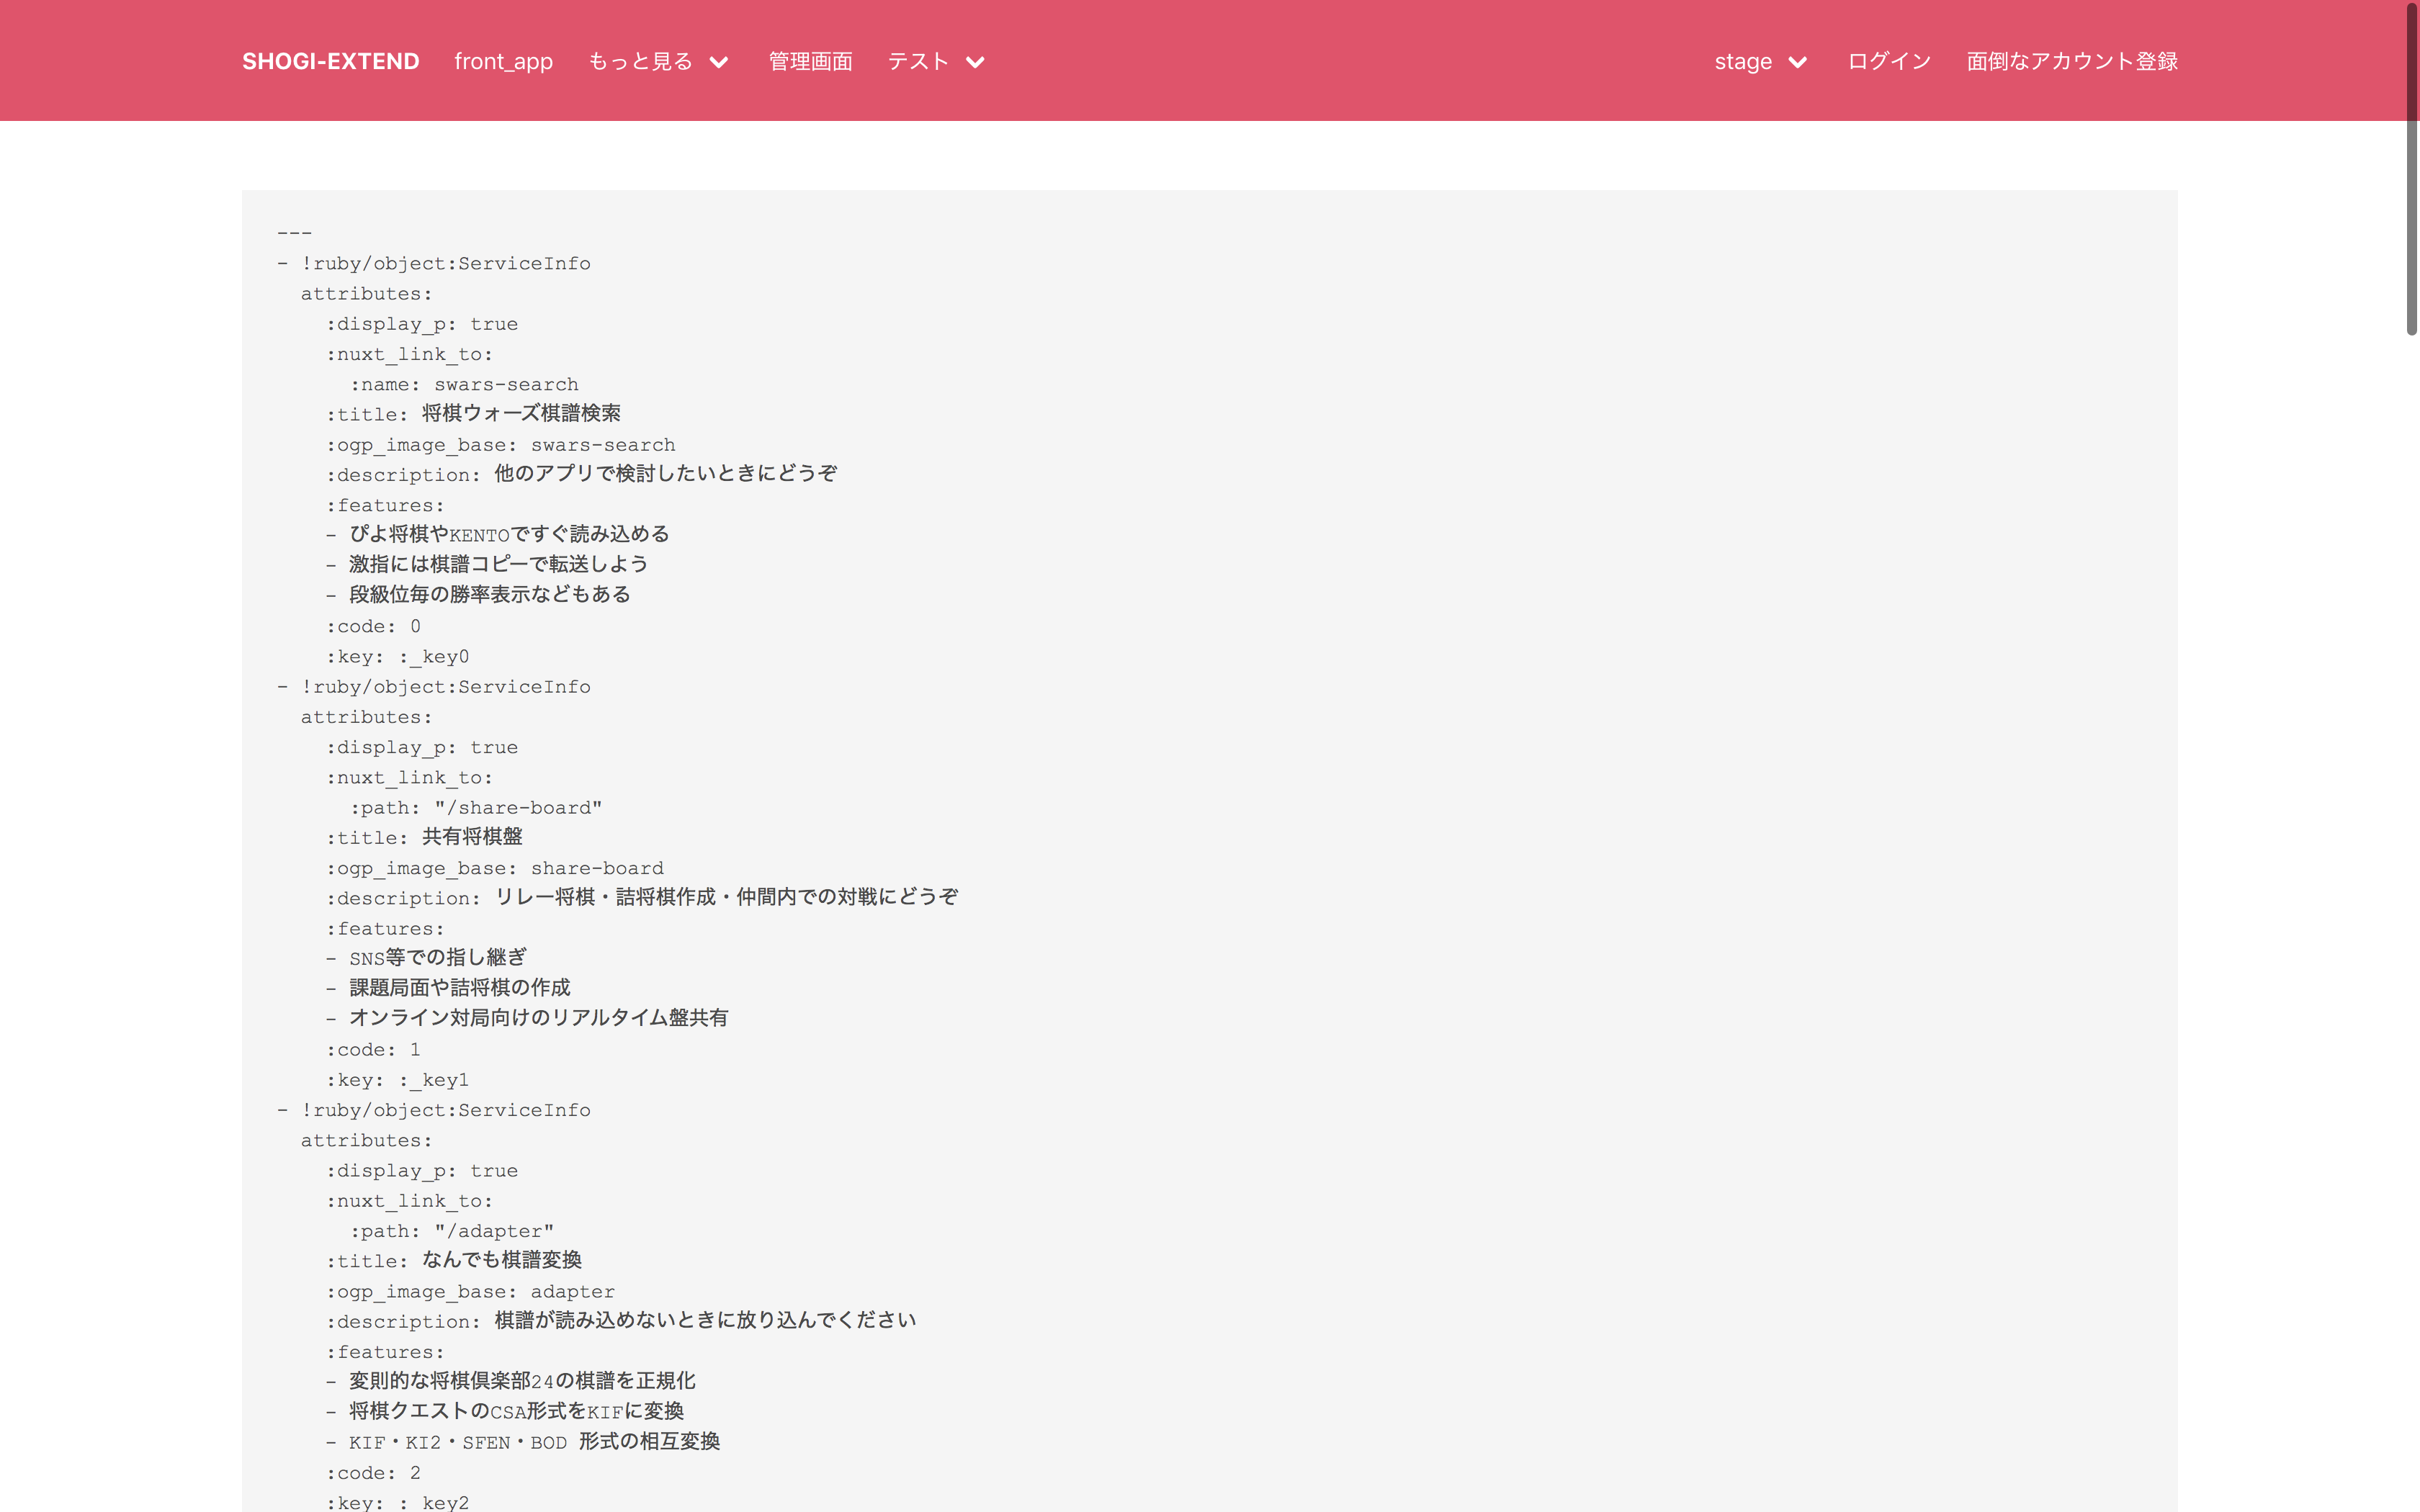 SHOGI-EXTEND front_app もっと見る 管理画面 テスト stage ログイン 面倒なアカウント登録
---
- !ruby/object:ServiceInfo
  attributes:
    :display_p: true
    :nuxt_link_to:
      :name: swars-search
    :title: 将棋ウォーズ棋譜検索
    :ogp_image_base: swars-search
    :description: 他のアプリで検討したいときにどうぞ
    :features:
    - ぴよ将棋やKENTOですぐ読み込める
    - 激指には棋譜コピーで転送しよう
    - 段級位毎の勝率表示などもある
    :code: 0
    :key: :_key0
- !ruby/object:ServiceInfo
  attributes:
    :display_p: true
    :nuxt_link_to:
      :path: "/share-board"
    :title: 共有将棋盤
    :ogp_image_base: share-board
    :description: リレー将棋・詰将棋作成・仲間内での対戦にどうぞ
    :features:
    - SNS等での指し継ぎ
    - 課題局面や詰将棋の作成
    - オンライン対局向けのリアルタイム盤共有
    :code: 1
    :key: :_key1
- !ruby/object:ServiceInfo
  attributes:
    :display_p: true
    :nuxt_link_to:
      :path: "/adapter"
    :title: なんでも棋譜変換
    :ogp_image_base: adapter
    :description: 棋譜が読み込めないときに放り込んでください
    :features:
    - 変則的な将棋倶楽部24の棋譜を正規化
    - 将棋クエストのCSA形式をKIFに変換
    - KIF・KI2・SFEN・BOD 形式の相互変換
    :code: 2
    :key: :_key2